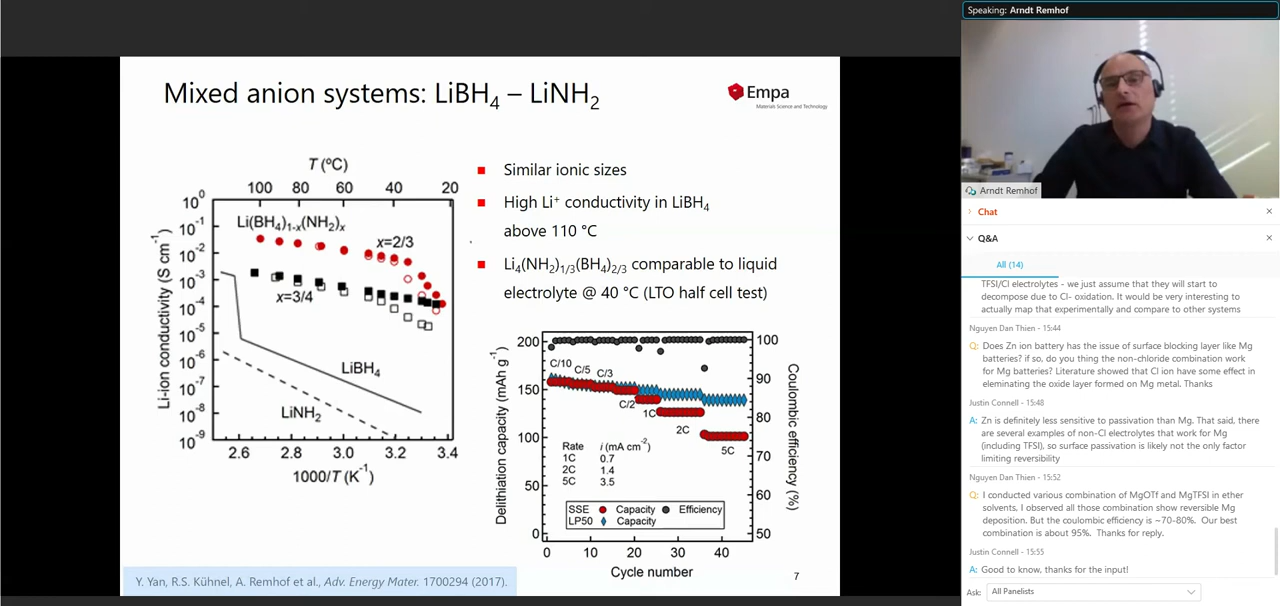 Speaking: Arndt Remhof
Mixed anion systems: LiBH4 – LiNH2
Empa
Materials Science and Technology
T (ºC)
100 80 60 40 20
10^0
10^-1
10^-2
10^-3
10^-4
10^-5
10^-6
10^-7
10^-8
10^-9
Li-ion conductivity (S cm^-1)
Li(BH4)1-x(NH2)x
x=2/3
x=3/4
LiBH4
LiNH2
2.6 2.8 3.0 3.2 3.4
1000/T (K^-1)
■ Similar ionic sizes
■ High Li+ conductivity in LiBH4
above 110 °C
■ Li4(NH2)1/3(BH4)2/3 comparable to liquid
electrolyte @ 40 °C (LTO half cell test)
200
150
100
50
0
Delithiation capacity (mAh g^-1)
C/10
C/5
C/3
C/2
1C
2C
5C
Rate i (mA cm^-2)
1C 0.7
2C 1.4
5C 3.5
SSE Capacity Efficiency
LP50 Capacity
100
90
80
70
60
50
Coulombic efficiency (%)
0 10 20 30 40
Cycle number
Y. Yan, R.S. Kühnel, A. Remhof et al., Adv. Energy Mater. 1700294 (2017).
7
Arndt Remhof
Chat
Q&A
All (14)
TFSI/Cl electrolytes - we just assume that they will start to
decompose due to Cl- oxidation. It would be very interesting to
actually map that experimentally and compare to other systems
Nguyen Dan Thien - 15:44
Q: Does Zn ion battery has the issue of surface blocking layer like Mg
batteries? if so, do you thing the non-chloride combination work
for Mg batteries? Literature showed that Cl ion have some effect in
eleminating the oxide layer formed on Mg metal. Thanks
Justin Connell - 15:48
A: Zn is definitely less sensitive to passivation than Mg. That said, there
are several examples of non-Cl electrolytes that work for Mg
(including TFSI), so surface passivation is likely not the only factor
limiting reversibility
Nguyen Dan Thien - 15:52
Q: I conducted various combination of MgOTf and MgTFSI in ether
solvents, I observed all those combination show reversible Mg
deposition. But the coulombic efficiency is ~70-80%. Our best
combination is about 95%. Thanks for reply.
Justin Connell - 15:55
A: Good to know, thanks for the input!
Ask: All Panelists